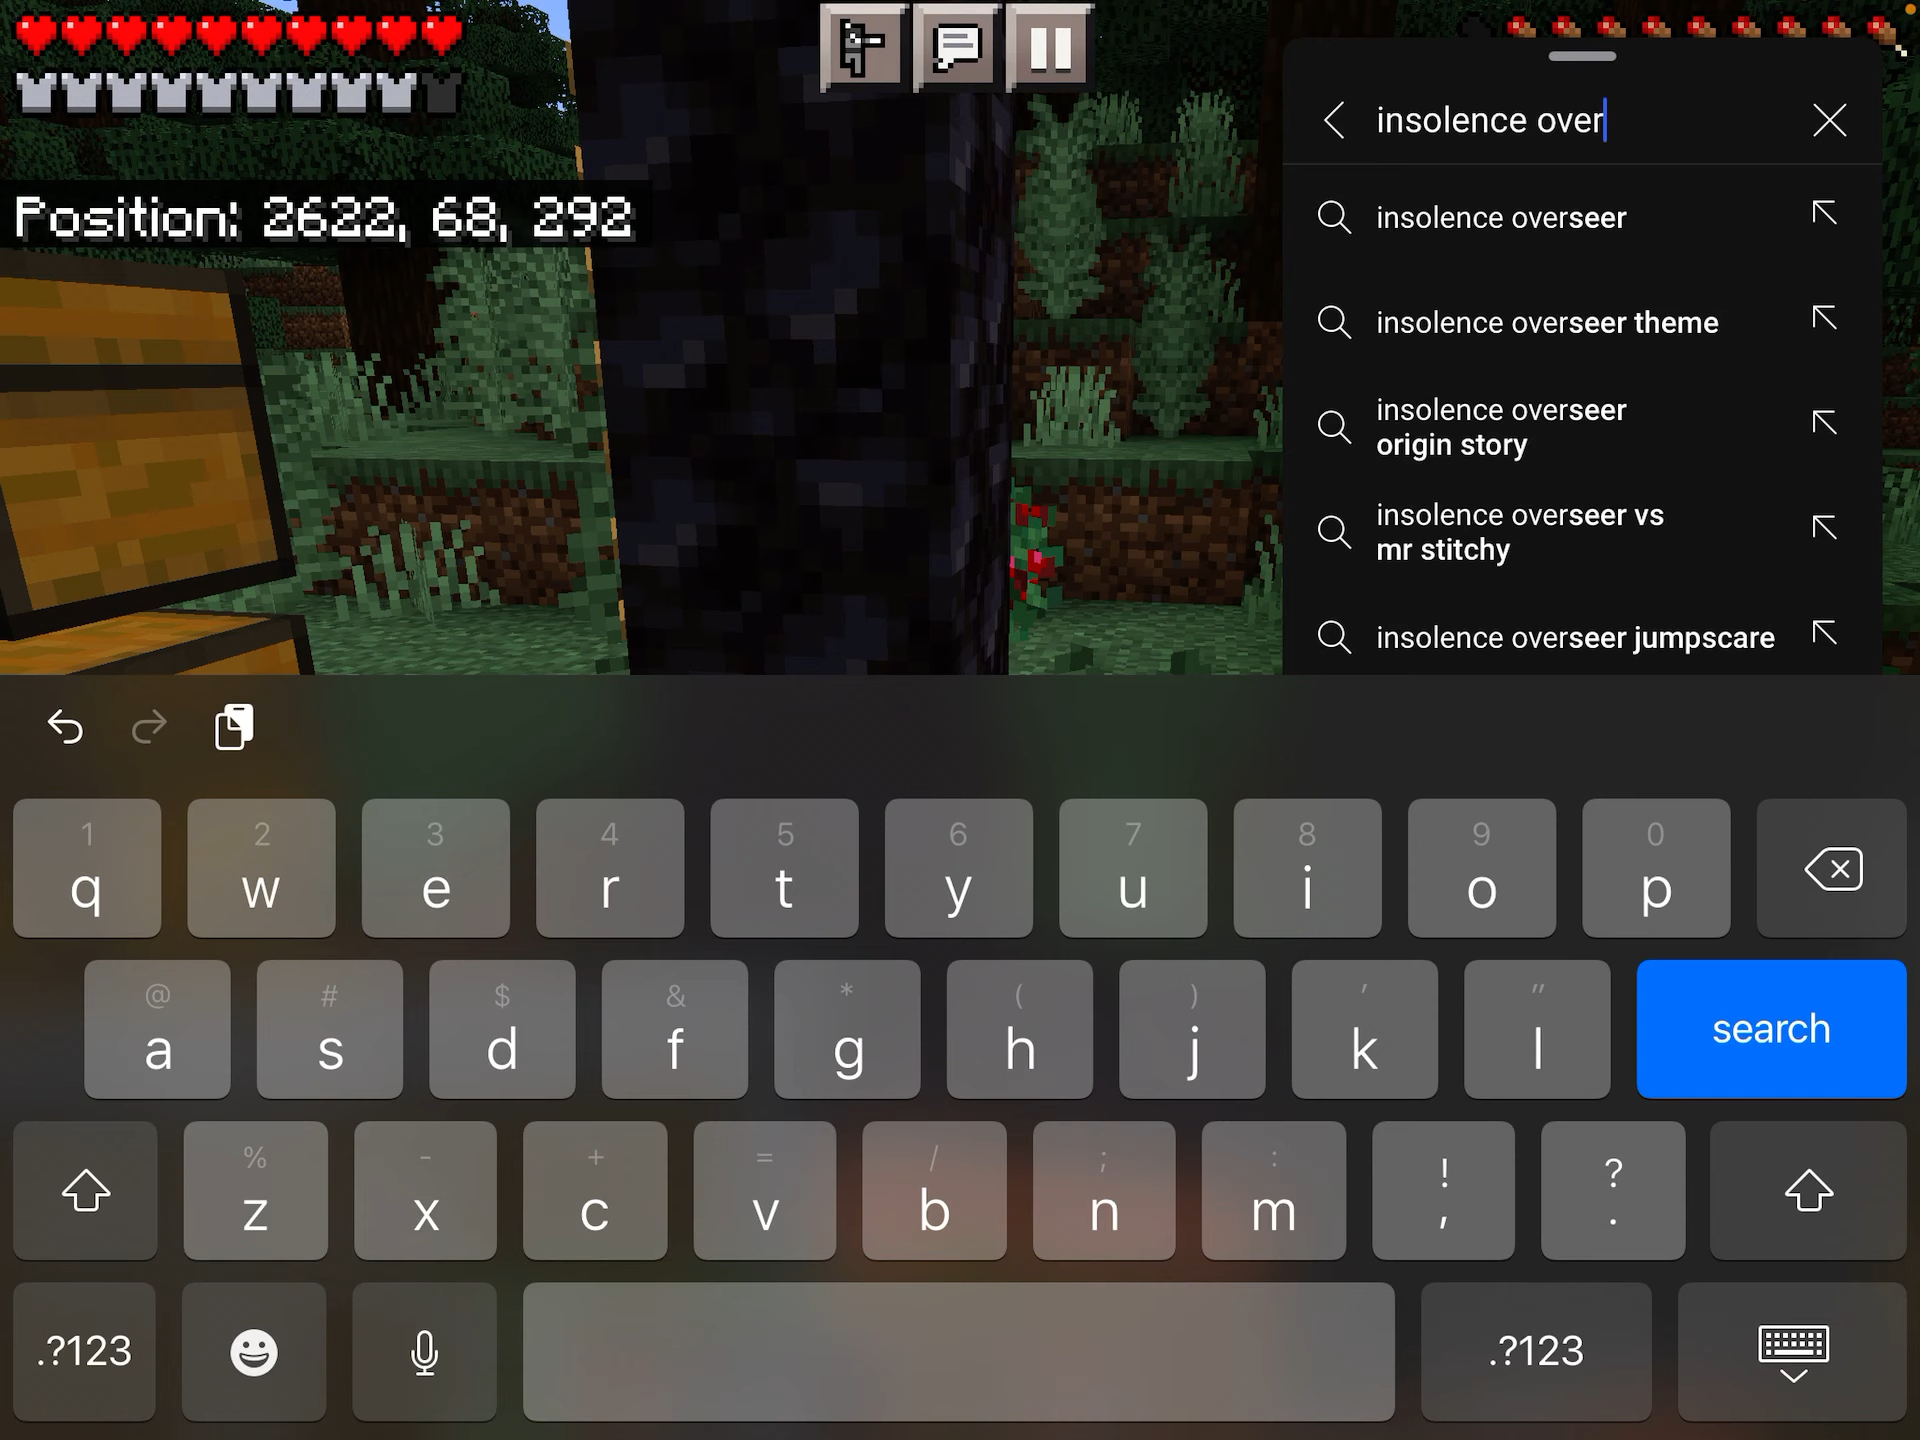 Position: 2622, 68, 292
insolence over
insolence overseer
insolence overseer theme
insolence overseer
origin story
insolence overseer vs
mr stitchy
insolence overseer jumpscare
1 2 3 4 5 6 7 8 9 0
q w e r t y u i o p
@ # $ & * ( ) ' "
a s d f g h j k l search
% - + = / ; : ! ?
z x c v b n m , .
.?123 .?123